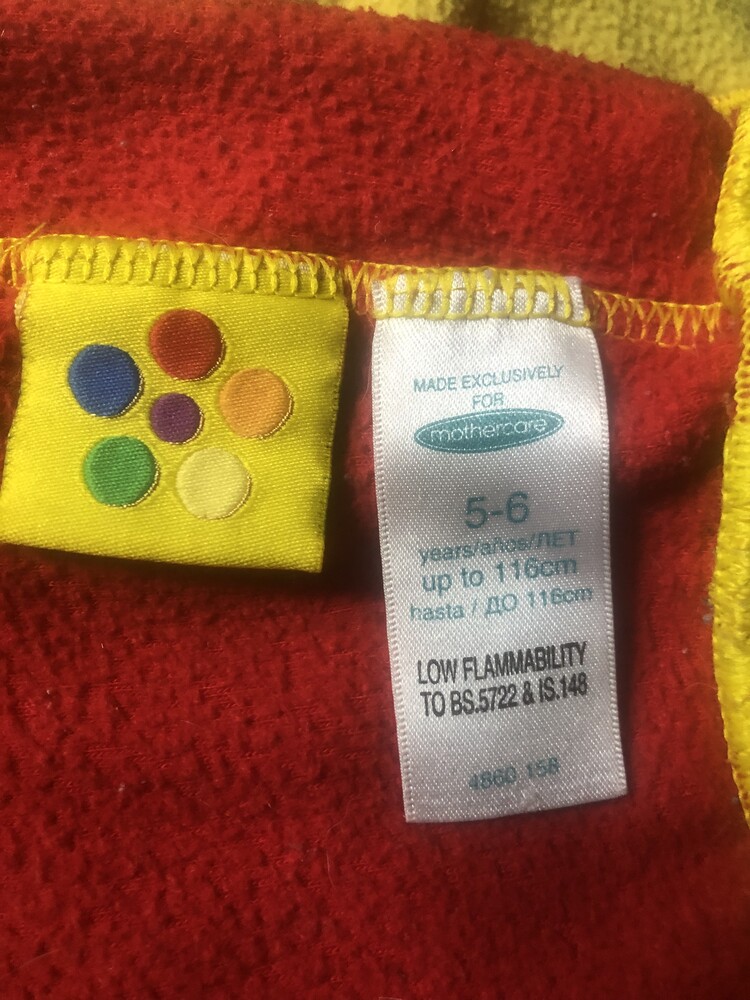 MADE EXCLUSIVELY
FOR
mothercare
5-6
years/años/ЛЕТ
up to 116cm
hasta / ДО 116cm
LOW FLAMMABILITY
TO BS.5722 & IS.148
4860 158